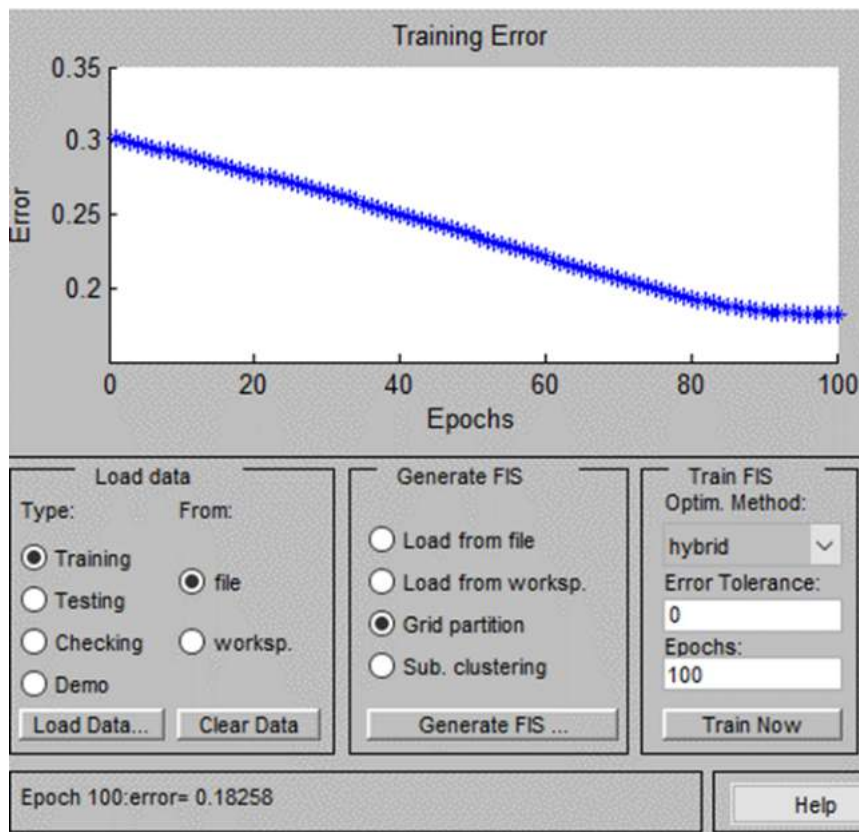 Training Error
0.35
0.3
0.25
0.2
Error
0 20 40 60 80 100
Epochs
Load data
Type: From:
Training
Testing
Checking
Demo
file
worksp.
Load Data... Clear Data
Generate FIS
Load from file
Load from worksp.
Grid partition
Sub. clustering
Generate FIS ...
Train FIS
Optim. Method:
hybrid
Error Tolerance:
0
Epochs:
100
Train Now
Epoch 100:error= 0.18258
Help